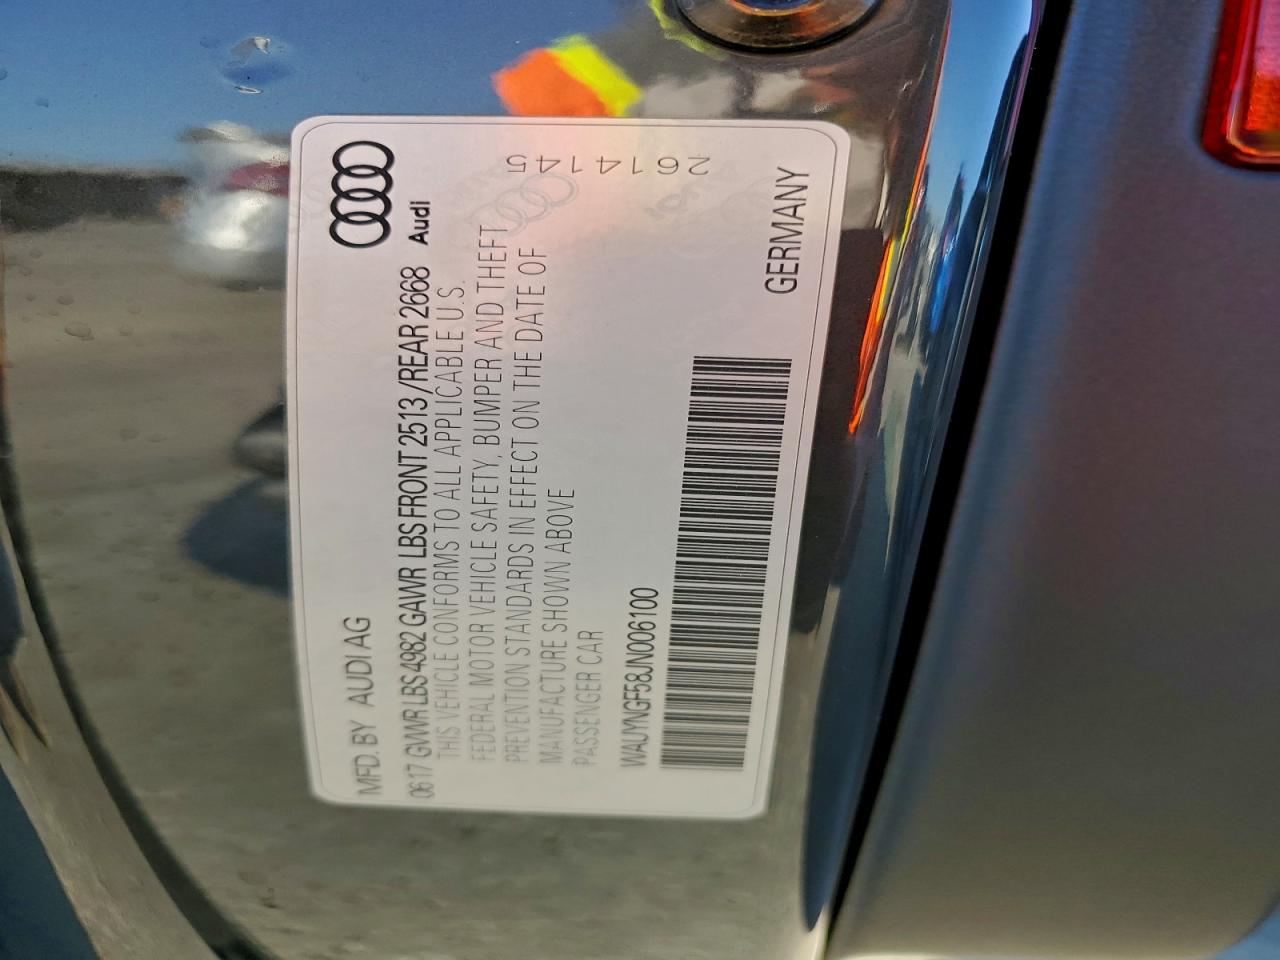 MFD. BY AUDI AG
0617 GVWR LBS 4982 GAWR LBS FRONT 2513 /REAR 2668 Audi
THIS VEHICLE CONFORMS TO ALL APPLICABLE U.S.
FEDERAL MOTOR VEHICLE SAFETY, BUMPER AND THEFT
PREVENTION STANDARDS IN EFFECT ON THE DATE OF
MANUFACTURE SHOWN ABOVE
PASSENGER CAR
WAUYNGF58JN006100
GERMANY
2614145